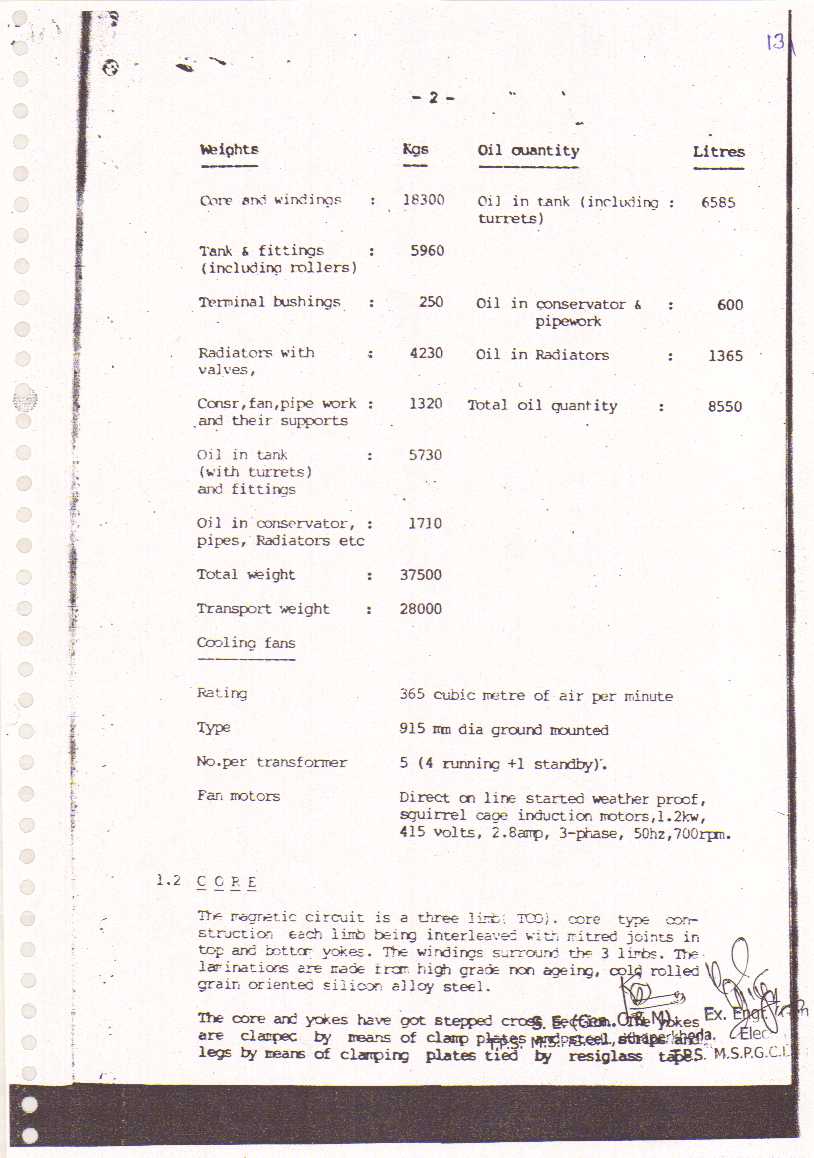 13
- 2 -
Weights Kgs Oil quantity Litres
Core and windings : 18300 Oil in tank (including : 6585
turrets)
Tank & fittings : 5960
(including rollers)
Terminal bushings : 250 Oil in conservator & : 600
pipework
Radiators with : 4230 Oil in Radiators : 1365
valves,
Consr,fan,pipe work : 1320 Total oil quantity : 8550
and their supports
Oil in tank : 5730
(with turrets)
and fittings
Oil in conservator, : 1710
pipes, Radiators etc
Total weight : 37500
Transport weight : 28000
Cooling fans
Rating 365 cubic metre of air per minute
Type 915 mm dia ground mounted
No.per transformer 5 (4 running +1 standby).
Fan motors Direct on line started weather proof,
squirrel cage induction motors,1.2kw,
415 volts, 2.8amp, 3-phase, 50hz,700rpm.
1.2 C O R E
The magnetic circuit is a three limb core type con-
struction each limb being interleaved with mitred joints in
top and bottom yokes. The windings surround the 3 limbs. The
laminations are made from high grade non ageing, cold rolled
grain oriented silicon alloy steel.
The core and yokes have got stepped cross section. The yokes
are clamped by means of clamp plates and steel straps and
legs by means of clamping plates tied by resiglass tape.
S. E. (Gen. O & M)
Khaperkheda.
Ex. Engr.
Elec
T.P.S. M.S.P.G.C.L